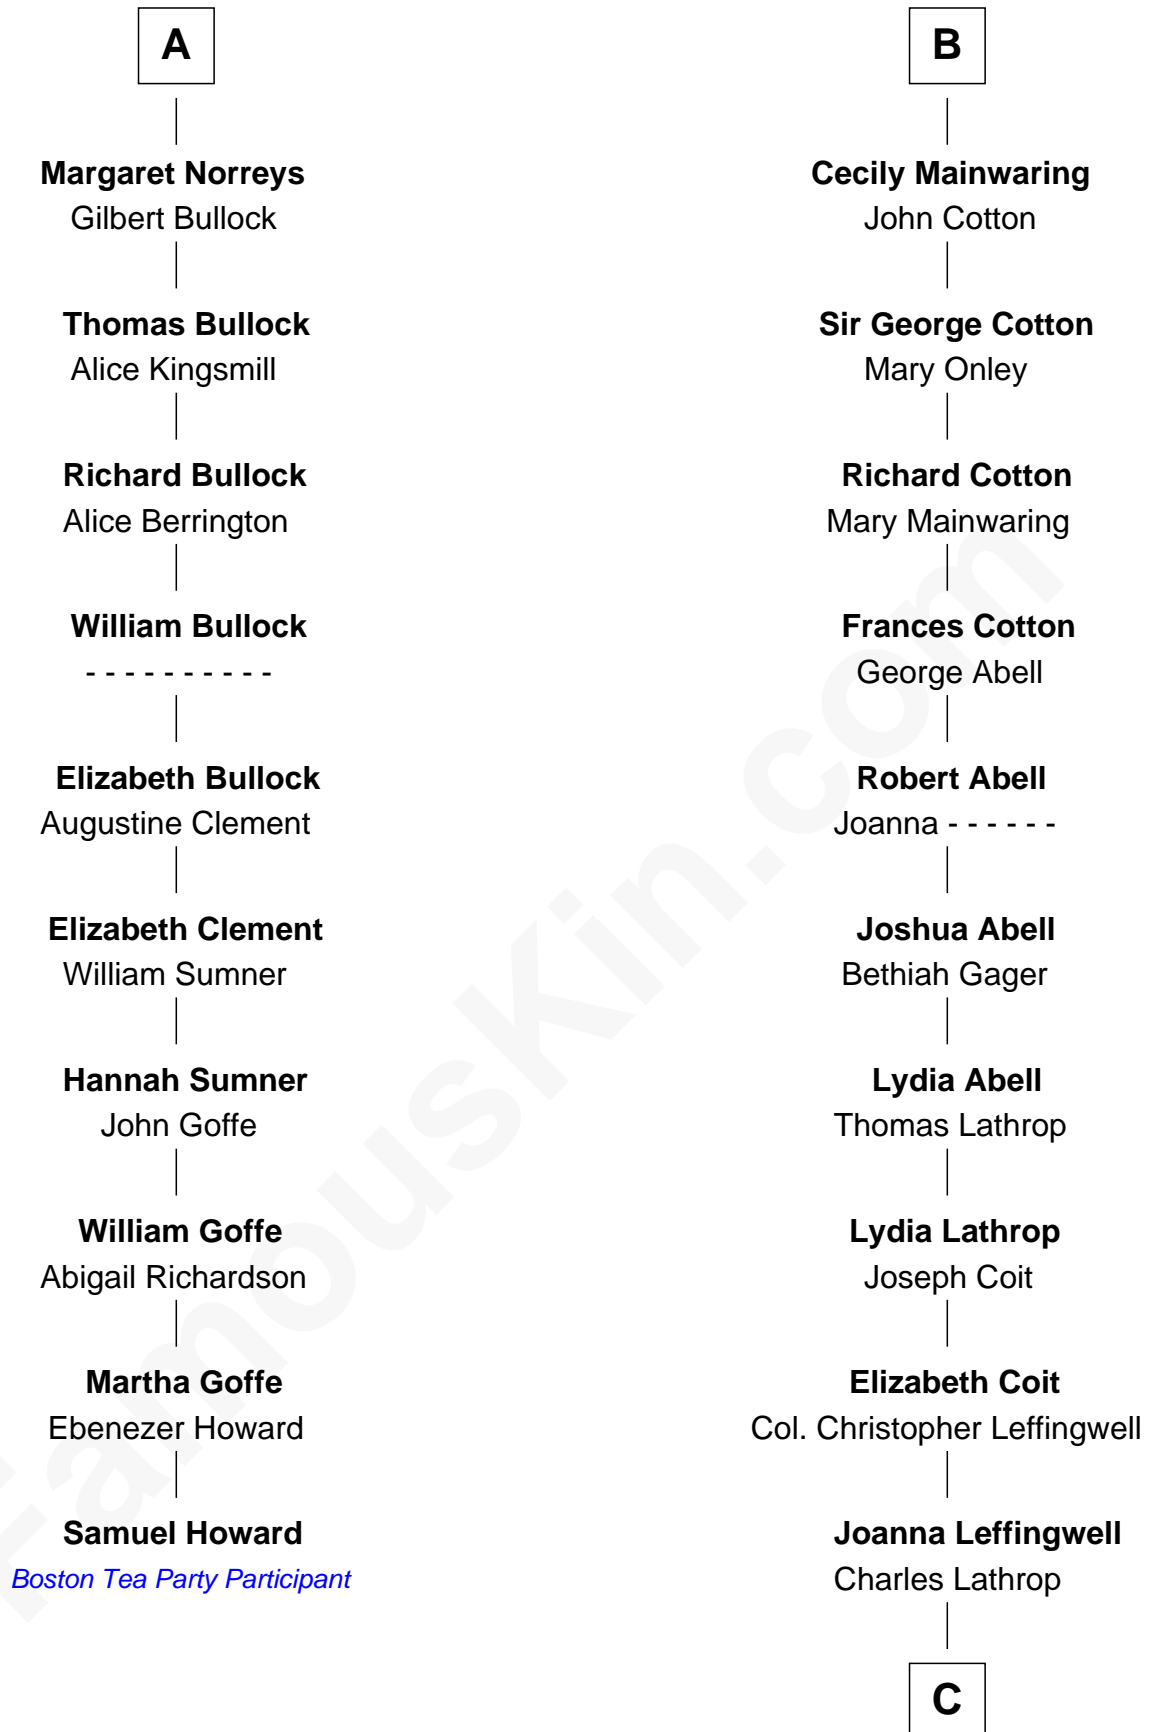 A
Margaret Norreys
Gilbert Bullock
Thomas Bullock
Alice Kingsmill
Richard Bullock
Alice Berrington
William Bullock
- - - - - - - - - -
Elizabeth Bullock
Augustine Clement
Elizabeth Clement
William Sumner
Hannah Sumner
John Goffe
William Goffe
Abigail Richardson
Martha Goffe
Ebenezer Howard
Samuel Howard
Boston Tea Party Participant
B
Cecily Mainwaring
John Cotton
Sir George Cotton
Mary Onley
Richard Cotton
Mary Mainwaring
Frances Cotton
George Abell
Robert Abell
Joanna - - - - - -
Joshua Abell
Bethiah Gager
Lydia Abell
Thomas Lathrop
Lydia Lathrop
Joseph Coit
Elizabeth Coit
Col. Christopher Leffingwell
Joanna Leffingwell
Charles Lathrop
C
FamousKin.com